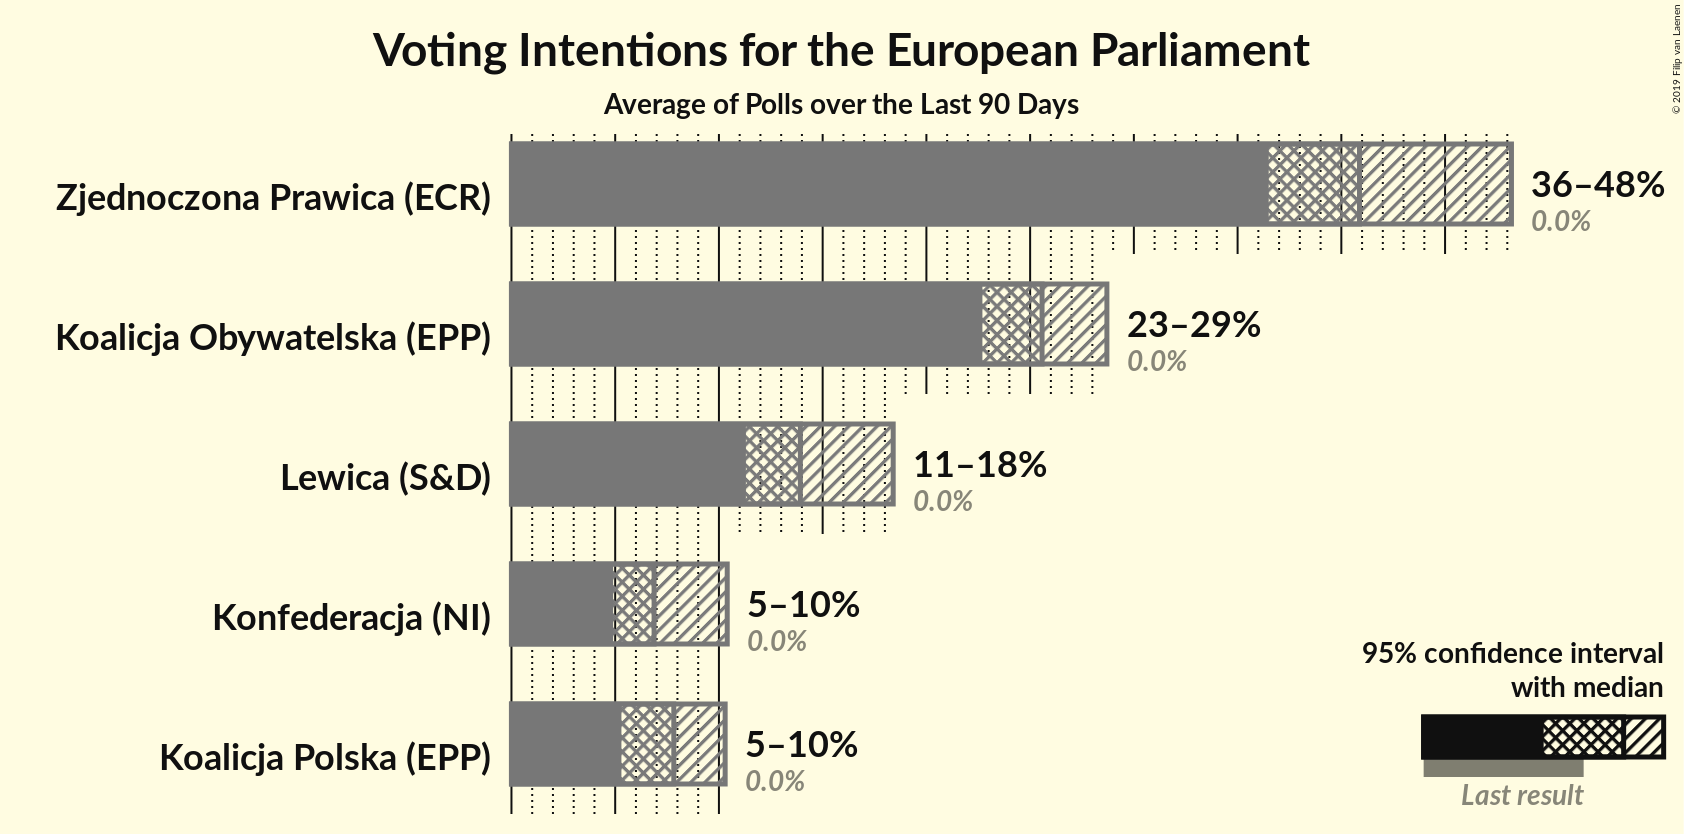 Voting Intentions for the European Parliament
Average of Polls over the Last 90 Days
© 2019 Filip van Laenen
Zjednoczona Prawica (ECR)
36–48%
0.0%
Koalicja Obywatelska (EPP)
23–29%
0.0%
Lewica (S&D)
11–18%
0.0%
Konfederacja (NI)
5–10%
0.0%
Koalicja Polska (EPP)
5–10%
0.0%
95% confidence interval
with median
Last result